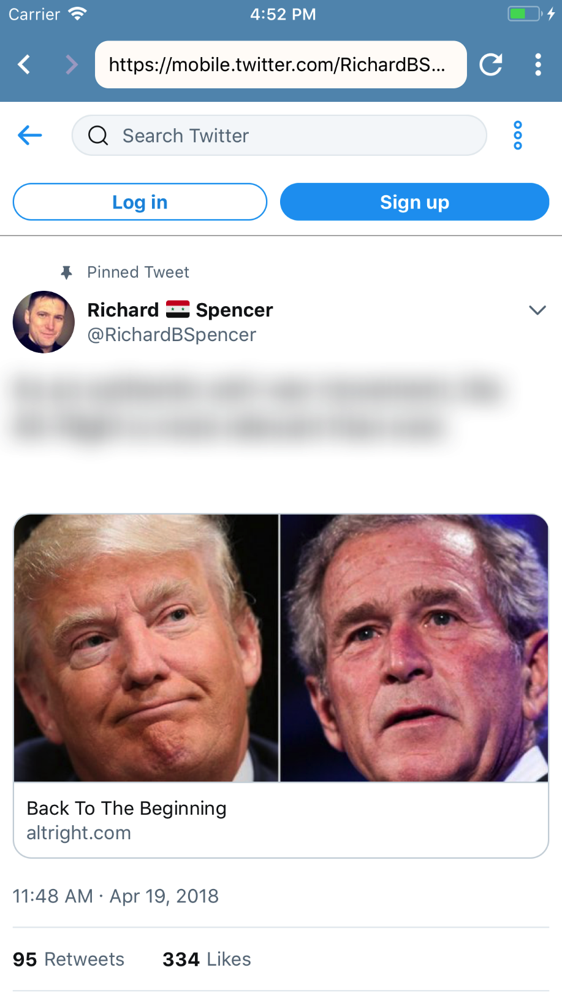 Carrier 4:52 PM
https://mobile.twitter.com/RichardBS...
Search Twitter
Log in Sign up
Pinned Tweet
Richard 🇸🇾 Spencer
@RichardBSpencer
Back To The Beginning
altright.com
11:48 AM · Apr 19, 2018
95 Retweets 334 Likes